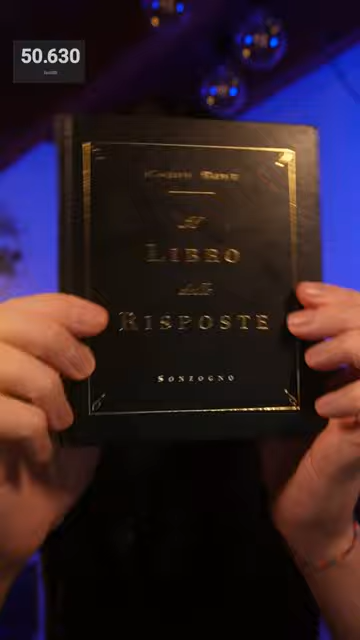 50.630
Il
LIBRO
delle
RISPOSTE
SONZOGNO